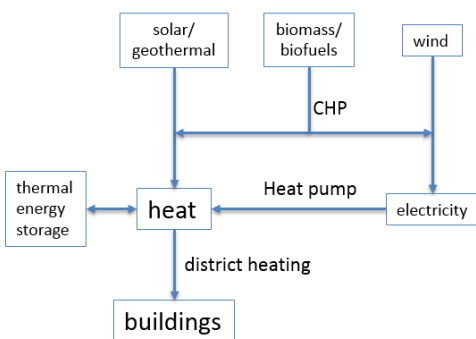 solar/
geothermal
biomass/
biofuels
wind
CHP
thermal
energy
storage
heat
Heat pump
electricity
district heating
buildings